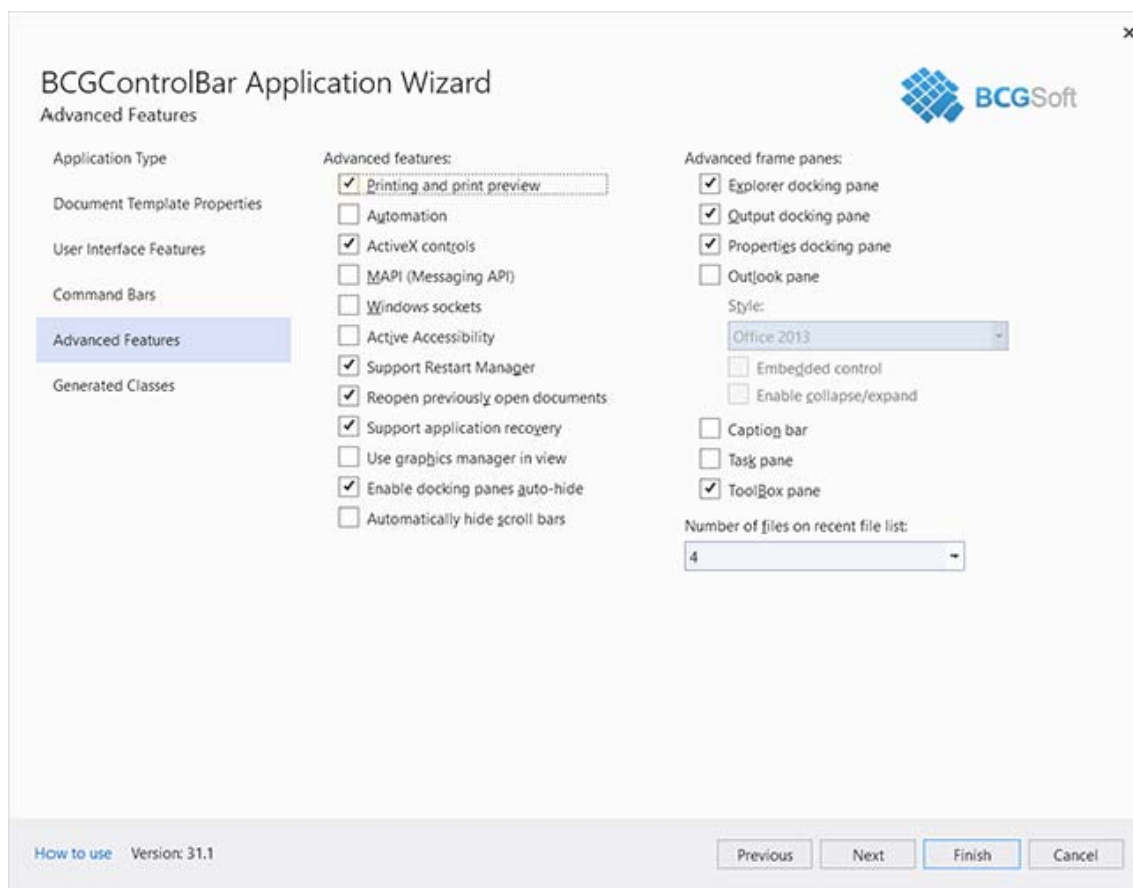 BCGControlBar Application Wizard
Advanced Features
BCGSoft
Application Type
Document Template Properties
User Interface Features
Command Bars
Advanced Features
Generated Classes
Advanced features:
Printing and print preview
Automation
ActiveX controls
MAPI (Messaging API)
Windows sockets
Active Accessibility
Support Restart Manager
Reopen previously open documents
Support application recovery
Use graphics manager in view
Enable docking panes auto-hide
Automatically hide scroll bars
Advanced frame panes:
Explorer docking pane
Output docking pane
Properties docking pane
Outlook pane
Style:
Office 2013
Embedded control
Enable collapse/expand
Caption bar
Task pane
ToolBox pane
Number of files on recent file list:
4
How to use Version: 31.1
Previous Next Finish Cancel